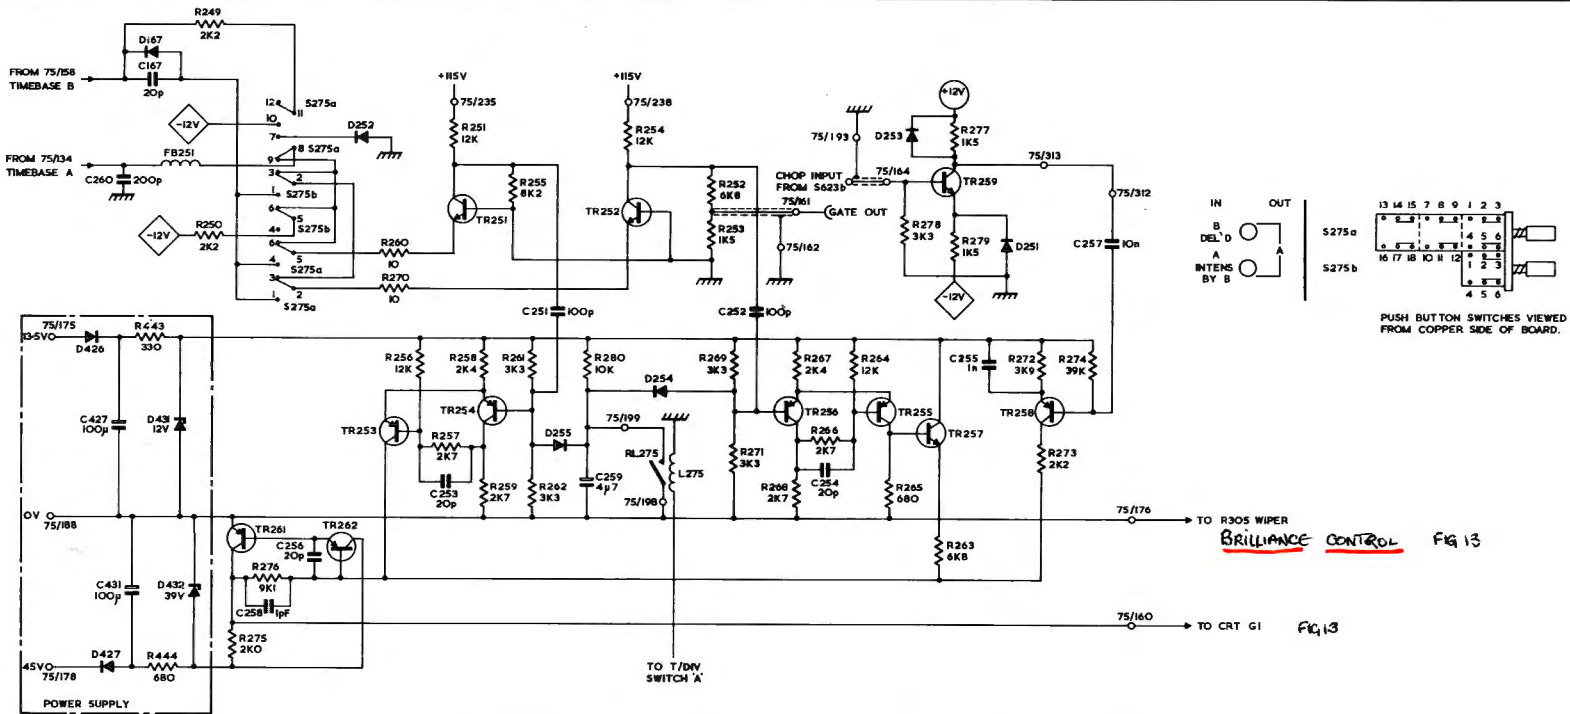 R249
2K2
D167
C167
20p
FROM 75/158
TIMEBASE B
-12V
12 S275a
11
10
7
D252
8 S275a
9
FROM 75/134
TIMEBASE A
FB251
C260 200p
3
2
1
S275b
6
5
4
S275b
-12V
R250
2K2
6
5
4
S275a
3
2
1
S275a
R260
10
R270
10
+115V
75/235
R251
12K
R255
8K2
TR251
+115V
75/238
R254
12K
TR252
R252
6K8
R253
1K5
75/161
GATE OUT
75/162
CHOP INPUT
FROM S623b
75/193
75/164
D253
+12V
R277
1K5
TR259
R278
3K3
R279
1K5
D251
-12V
75/313
75/312
C257 10n
C251 100p
C252 100p
IN OUT
B
DEL'D
A
INTENS
BY B
A
S275a
S275b
13 14 15 7 8 9 1 2 3
4 5 6
16 17 18 10 11 12
1 2 3
4 5 6
PUSH BUTTON SWITCHES VIEWED
FROM COPPER SIDE OF BOARD.
75/175
13·5V
D426
R443
330
C427
100µ
D431
12V
0V
75/188
C431
100µ
D432
39V
45V
75/178
D427
R444
680
POWER SUPPLY
R256
12K
R258
2K4
R261
3K3
R280
10K
TR253
TR254
R257
2K7
C253
20p
R259
2K7
R262
3K3
D255
D254
75/199
RL275
L275
75/198
C259
4µ7
TO T/DIV
SWITCH 'A'
TR261
TR262
C256
20p
R276
9K1
C258 1pF
R275
2K0
R269
3K3
R267
2K4
R264
12K
TR256
TR255
TR257
R266
2K7
C254
20p
R271
3K3
R268
2K7
R265
680
R263
6K8
C255
1n
R272
3K9
R274
39K
TR258
R273
2K2
75/176
TO R305 WIPER
BRILLIANCE CONTROL FIG 13
75/160
TO CRT G1 FIG 13